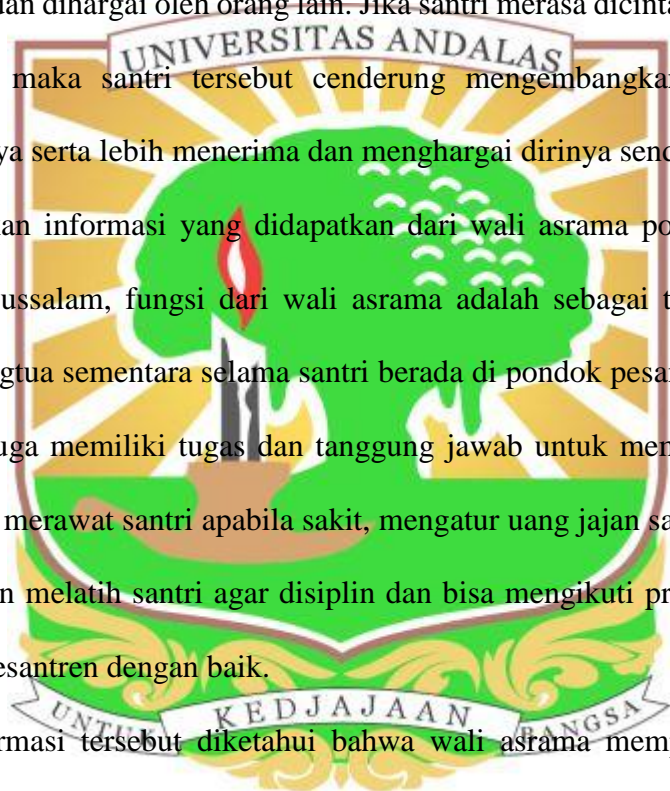 dan dihargai oleh orang lain. Jika santri merasa dicinta
UNIVERSITAS ANDALAS
maka santri tersebut cenderung mengembangka
ya serta lebih menerima dan menghargai dirinya send
an informasi yang didapatkan dari wali asrama po
ussalam, fungsi dari wali asrama adalah sebagai t
gtua sementara selama santri berada di pondok pesa
uga memiliki tugas dan tanggung jawab untuk men
merawat santri apabila sakit, mengatur uang jajan sa
n melatih santri agar disiplin dan bisa mengikuti pr
esantren dengan baik.
UNTUK KEDJAJAAN BANGSA
rmasi tersebut diketahui bahwa wali asrama memp